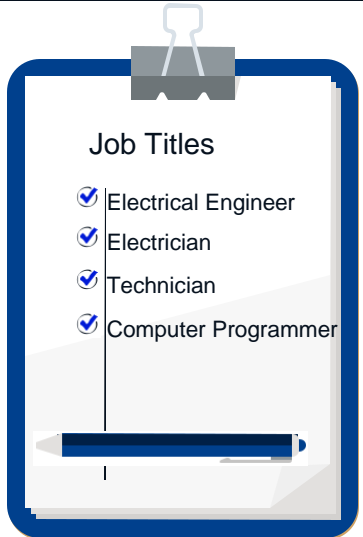 Job Titles
Electrical Engineer
Electrician
Technician
Computer Programmer